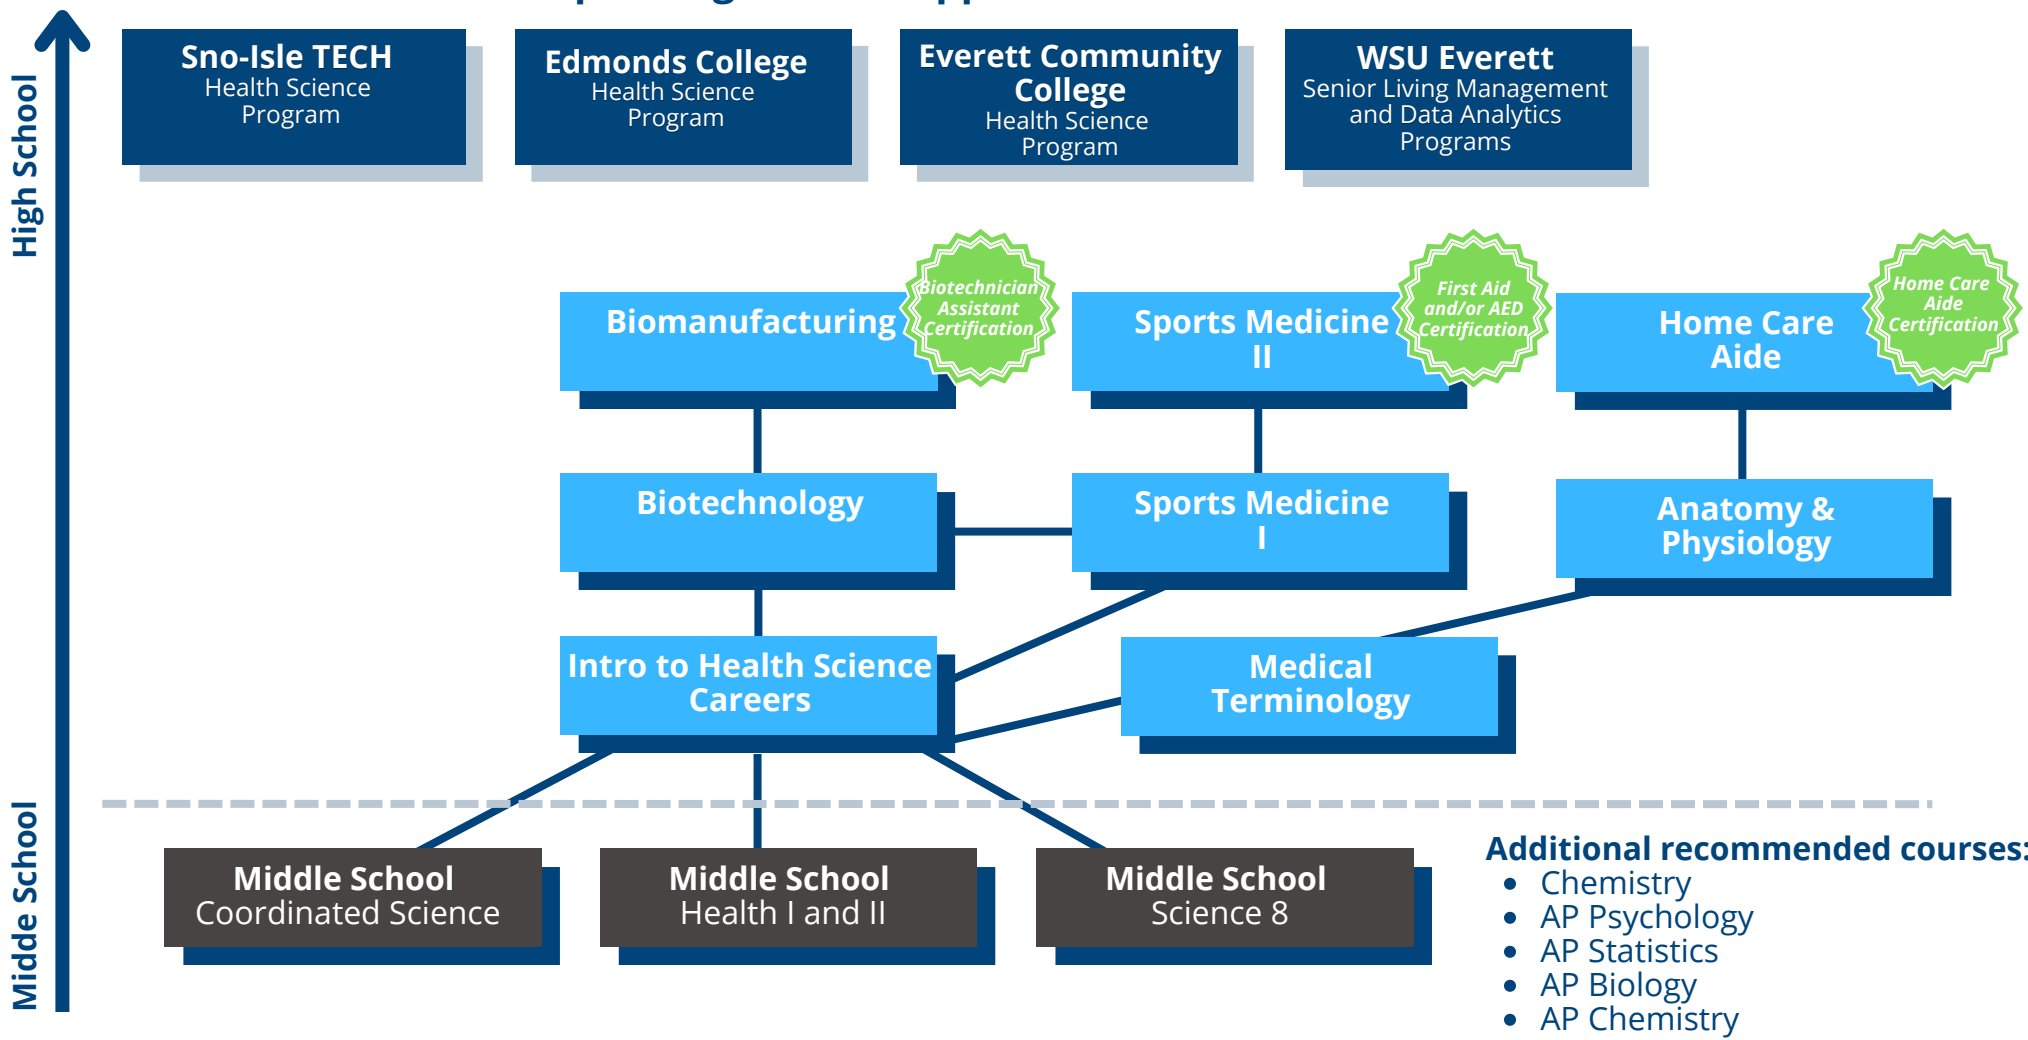 High School
Sno-Isle TECH
Health Science
Program
Edmonds College
Health Science
Program
Everett Community
College
Health Science
Program
WSU Everett
Senior Living Management
and Data Analytics
Programs
Biomanufacturing
Biotechnician
Assistant
Certification
Sports Medicine
II
First Aid
and/or AED
Certification
Home Care
Aide
Home Care
Aide
Certification
Biotechnology
Sports Medicine
I
Anatomy &
Physiology
Intro to Health Science
Careers
Medical
Terminology
Midde School
Middle School
Coordinated Science
Middle School
Health I and II
Middle School
Science 8
Additional recommended courses:
• Chemistry
• AP Psychology
• AP Statistics
• AP Biology
• AP Chemistry